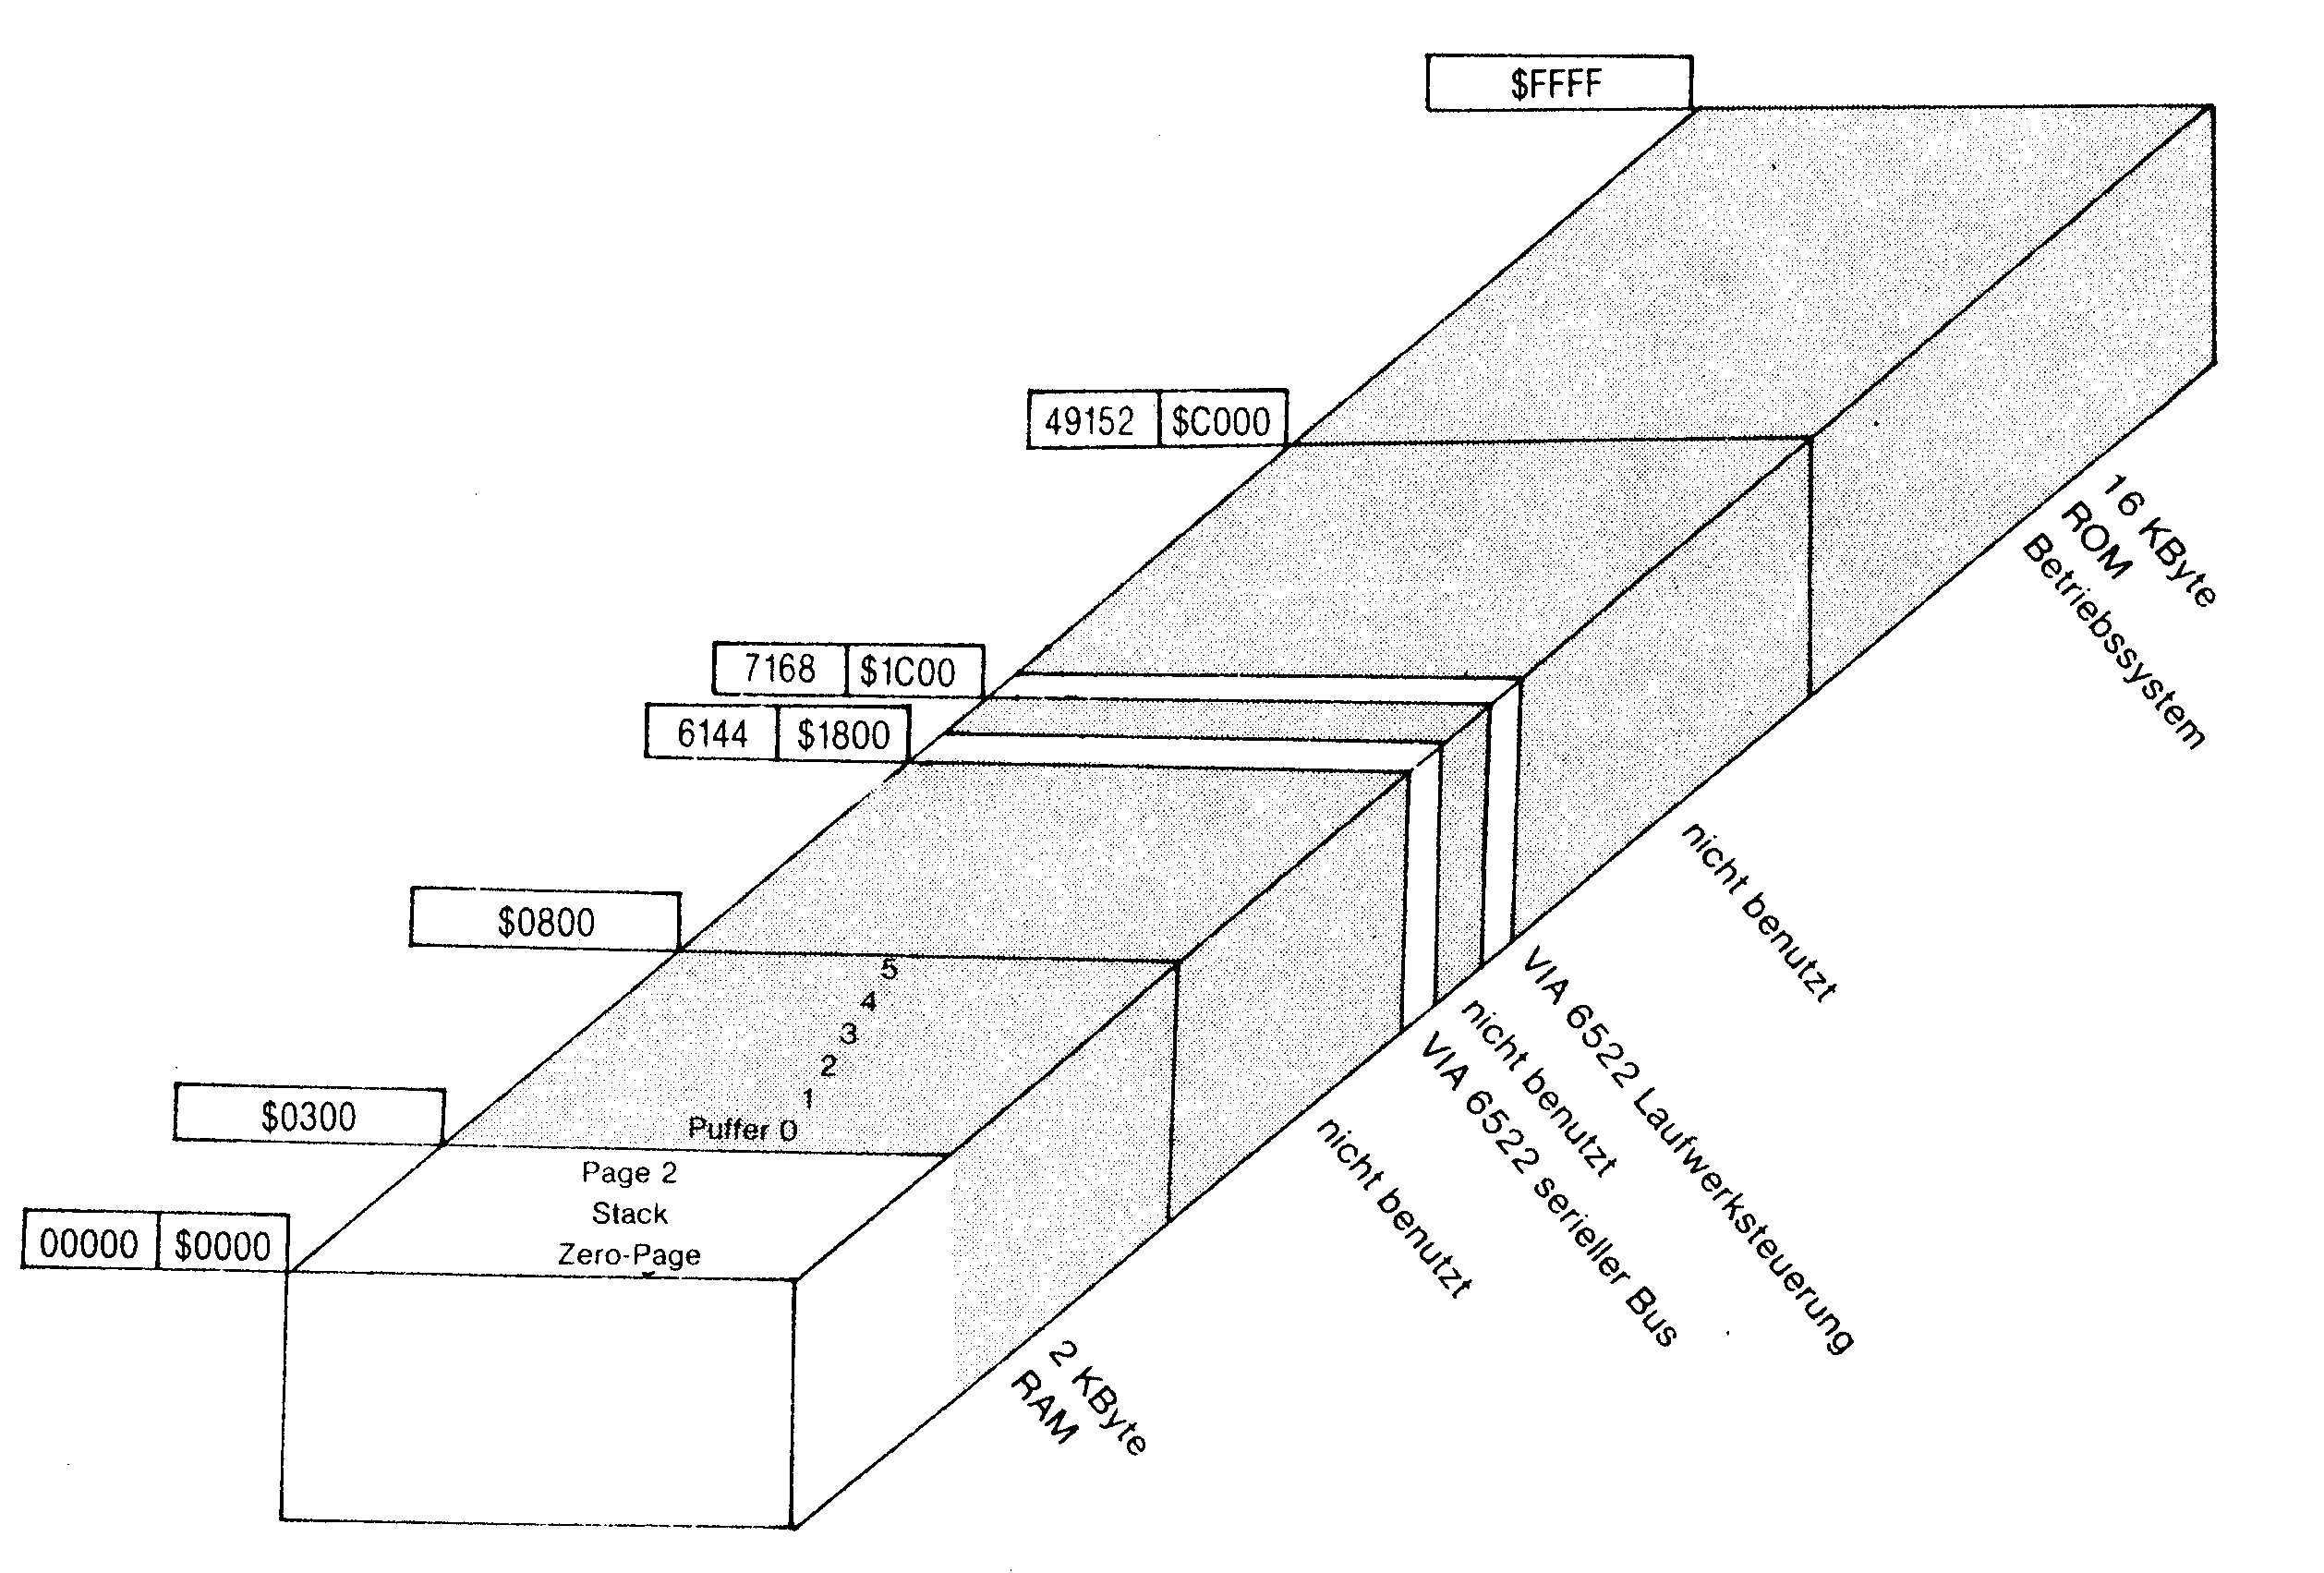 $FFFF
49152 $C000
7168 $1C00
6144 $1800
$0800
$0300
00000 $0000
5
4
3
2
1
Puffer 0
Page 2
Stack
Zero-Page
16 KByte
ROM
Betriebssystem
nicht benutzt
VIA 6522 Laufwerksteuerung
nicht benutzt
VIA 6522 serieller Bus
nicht benutzt
2 KByte
RAM